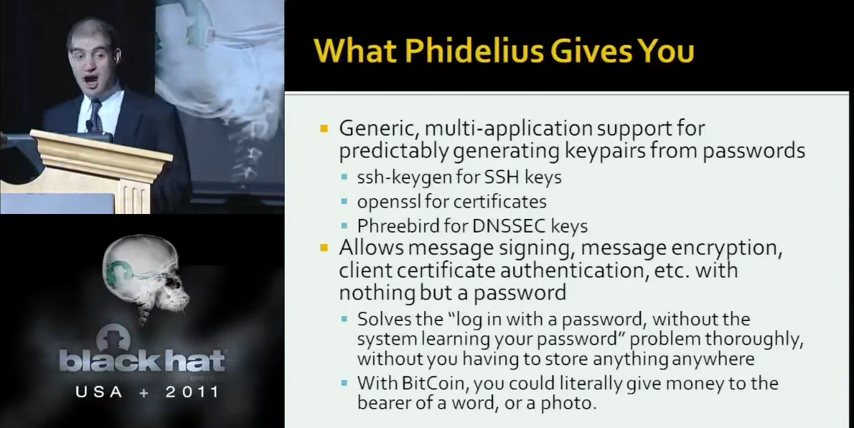 What Phidelius Gives You
Generic, multi-application support for
predictably generating keypairs from passwords
ssh-keygen for SSH keys
openssl for certificates
Phreebird for DNSSEC keys
Allows message signing, message encryption,
client certificate authentication, etc. with
nothing but a password
Solves the “log in with a password, without the
system learning your password” problem thoroughly,
without you having to store anything anywhere
With BitCoin, you could literally give money to the
bearer of a word, or a photo.
black hat
USA + 2011